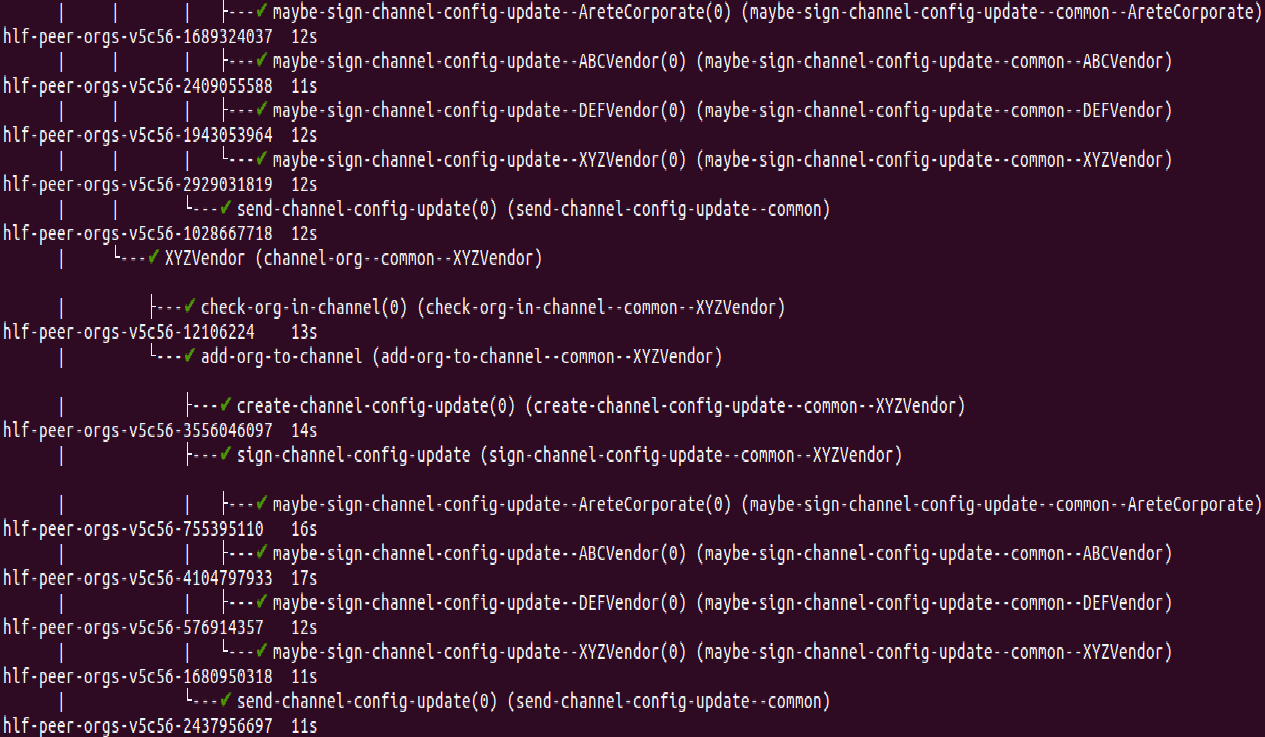 |     |       |   ├---✔ maybe-sign-channel-config-update--AreteCorporate(0) (maybe-sign-channel-config-update--common--AreteCorporate)
hlf-peer-orgs-v5c56-1689324037  12s
|     |       |   ├---✔ maybe-sign-channel-config-update--ABCVendor(0) (maybe-sign-channel-config-update--common--ABCVendor)
hlf-peer-orgs-v5c56-2409055588  11s
|     |       |   ├---✔ maybe-sign-channel-config-update--DEFVendor(0) (maybe-sign-channel-config-update--common--DEFVendor)
hlf-peer-orgs-v5c56-1943053964  12s
|     |       |   └---✔ maybe-sign-channel-config-update--XYZVendor(0) (maybe-sign-channel-config-update--common--XYZVendor)
hlf-peer-orgs-v5c56-2929031819  12s
|     |       └---✔ send-channel-config-update(0) (send-channel-config-update--common)
hlf-peer-orgs-v5c56-1028667718  12s
|     └---✔ XYZVendor (channel-org--common--XYZVendor)
|         ├---✔ check-org-in-channel(0) (check-org-in-channel--common--XYZVendor)
hlf-peer-orgs-v5c56-12106224    13s
|         └---✔ add-org-to-channel (add-org-to-channel--common--XYZVendor)
|             ├---✔ create-channel-config-update(0) (create-channel-config-update--common--XYZVendor)
hlf-peer-orgs-v5c56-3556046097  14s
|             ├---✔ sign-channel-config-update (sign-channel-config-update--common--XYZVendor)
|             |   ├---✔ maybe-sign-channel-config-update--AreteCorporate(0) (maybe-sign-channel-config-update--common--AreteCorporate)
hlf-peer-orgs-v5c56-755395110   16s
|             |   ├---✔ maybe-sign-channel-config-update--ABCVendor(0) (maybe-sign-channel-config-update--common--ABCVendor)
hlf-peer-orgs-v5c56-4104797933  17s
|             |   ├---✔ maybe-sign-channel-config-update--DEFVendor(0) (maybe-sign-channel-config-update--common--DEFVendor)
hlf-peer-orgs-v5c56-576914357   12s
|             |   └---✔ maybe-sign-channel-config-update--XYZVendor(0) (maybe-sign-channel-config-update--common--XYZVendor)
hlf-peer-orgs-v5c56-1680950318  11s
|             └---✔ send-channel-config-update(0) (send-channel-config-update--common)
hlf-peer-orgs-v5c56-2437956697  11s